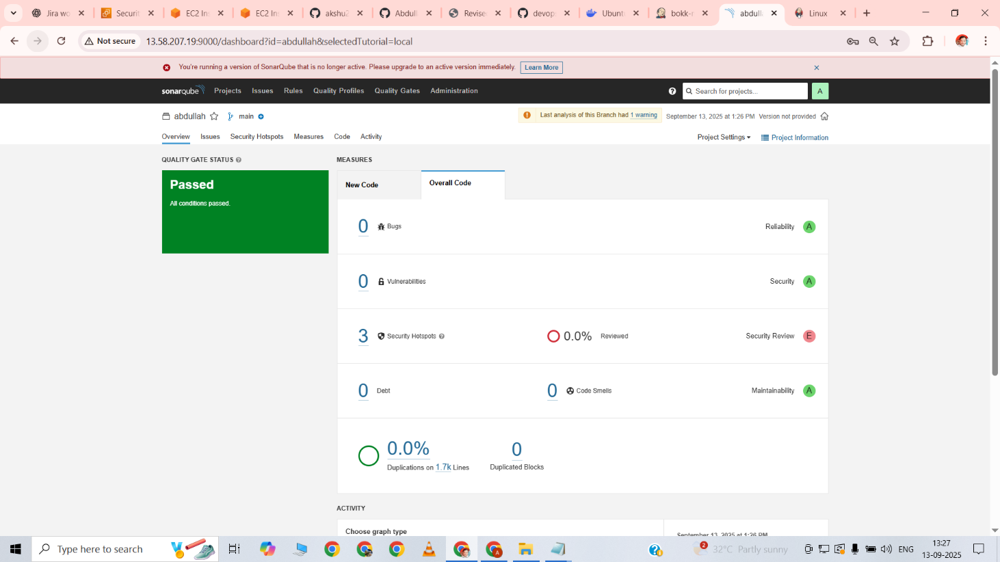 Jira wo
Securit
EC2 Ins
EC2 Ins
akshu2
Abdull
Revise
devop
Ubunt
bokk-r
abdull
Linux
Not secure
13.58.207.19:9000/dashboard?id=abdullah&selectedTutorial=local
You're running a version of SonarQube that is no longer active. Please upgrade to an active version immediately. Learn More
sonarqube Projects Issues Rules Quality Profiles Quality Gates Administration Search for projects... A
abdullah main Last analysis of this Branch had 1 warning September 13, 2025 at 1:26 PM Version not provided
Overview Issues Security Hotspots Measures Code Activity Project Settings Project Information
QUALITY GATE STATUS
Passed
All conditions passed.
MEASURES
New Code
Overall Code
0 Bugs Reliability A
0 Vulnerabilities Security A
3 Security Hotspots 0.0% Reviewed Security Review E
0 Debt 0 Code Smells Maintainability A
0.0%
Duplications on 1.7k Lines
0
Duplicated Blocks
ACTIVITY
Choose graph type
September 13, 2025 at 1:26 PM
Type here to search
2
32°C Partly sunny
ENG
13:27
13-09-2025